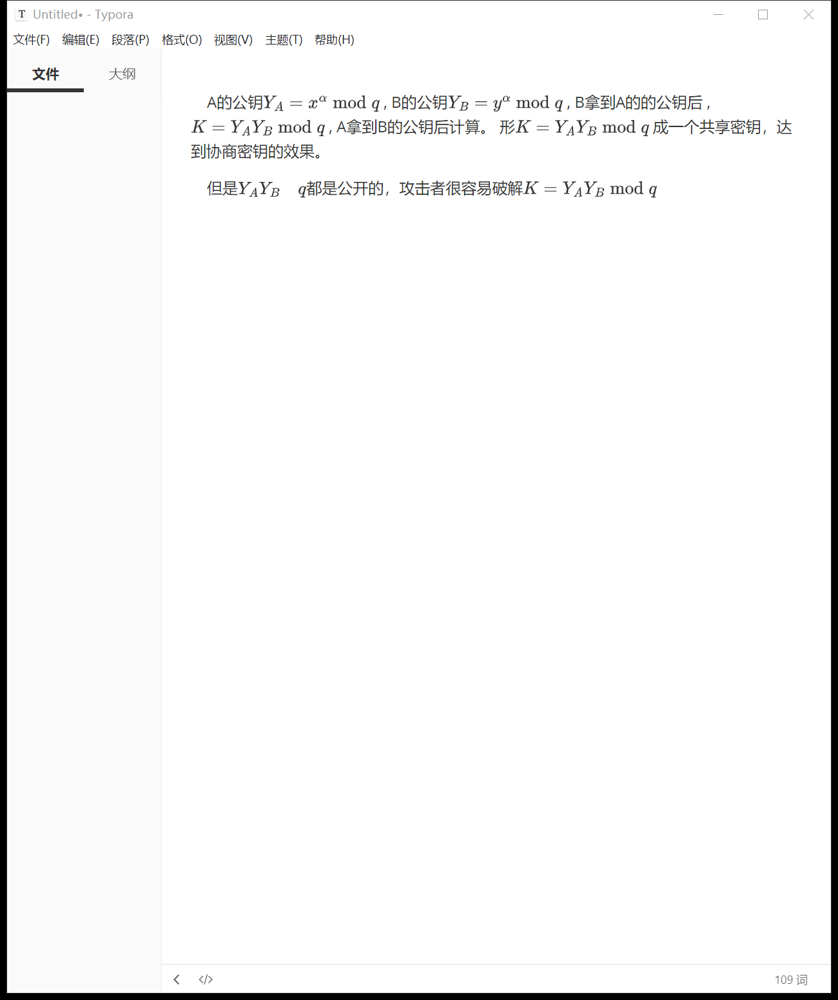 Untitled• - Typora
文件(F) 编辑(E) 段落(P) 格式(O) 视图(V) 主题(T) 帮助(H)
文件 大纲
A的公钥$Y_A = x^α \bmod q$ , B的公钥$Y_B = y^α \bmod q$ , B拿到A的的公钥后 ,
$K = Y_A Y_B \bmod q$ , A拿到B的公钥后计算。 形$K = Y_A Y_B \bmod q$ 成一个共享密钥，达
到协商密钥的效果。
但是$Y_A Y_B$ $q$都是公开的，攻击者很容易破解$K = Y_A Y_B \bmod q$
</> 109 词